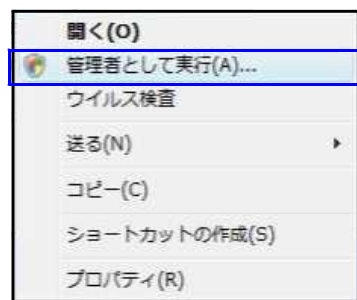 開く(O)
管理者として実行(A)...
ウイルス検査
送る(N)
コピー(C)
ショートカットの作成(S)
プロパティ(R)